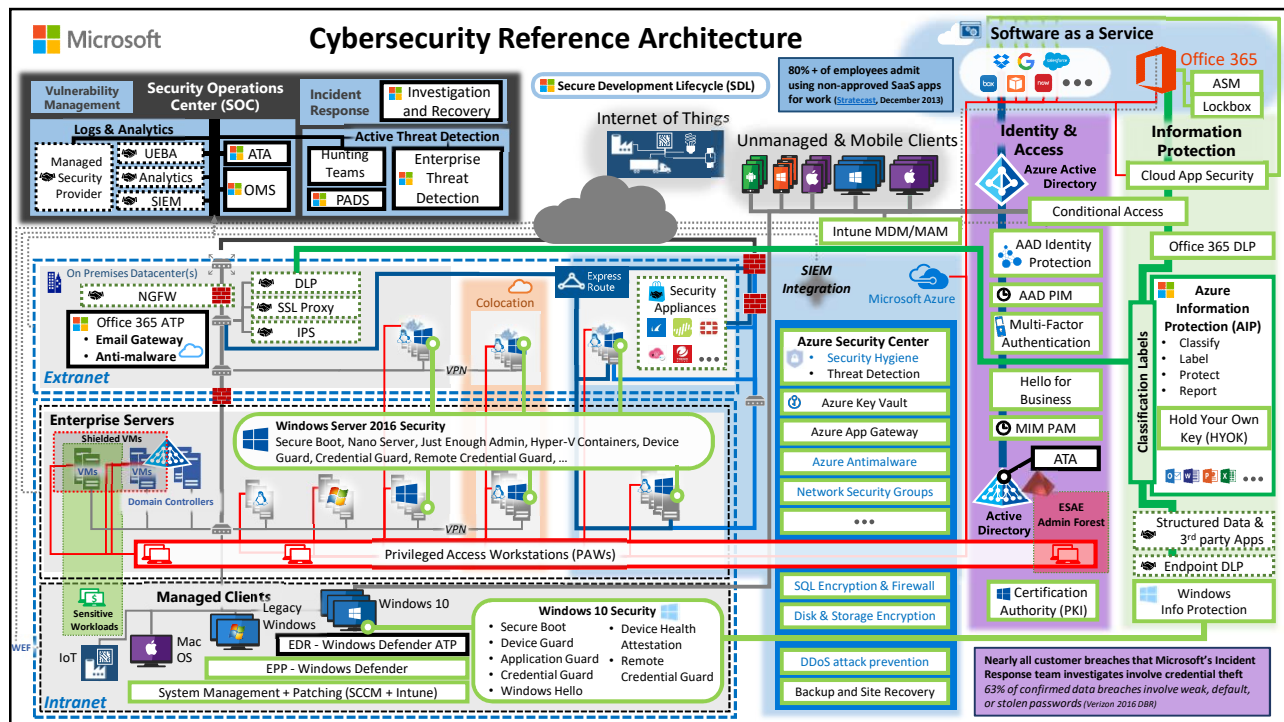 Microsoft
Cybersecurity Reference Architecture
Software as a Service
Office 365
ASM
Lockbox
80% + of employees admit
using non-approved SaaS apps
for work (Stratecast, December 2013)
Secure Development Lifecycle (SDL)
Vulnerability
Management
Security Operations
Center (SOC)
Incident
Response
Investigation
and Recovery
Logs & Analytics
Active Threat Detection
Managed
Security
Provider
UEBA
Analytics
SIEM
ATA
OMS
Hunting
Teams
PADS
Enterprise
Threat
Detection
Internet of Things
Unmanaged & Mobile Clients
Intune MDM/MAM
Conditional Access
box
now
salesforce
Identity &
Access
Azure Active
Directory
Information
Protection
Cloud App Security
Office 365 DLP
AAD Identity
Protection
AAD PIM
Multi-Factor
Authentication
Hello for
Business
MIM PAM
ATA
Active
Directory
ESAE
Admin Forest
Certification
Authority (PKI)
Classification Labels
Azure
Information
Protection (AIP)
• Classify
• Label
• Protect
• Report
Hold Your Own
Key (HYOK)
Structured Data &
3rd party Apps
Endpoint DLP
Windows
Info Protection
On Premises Datacenter(s)
NGFW
DLP
SSL Proxy
IPS
Office 365 ATP
• Email Gateway
• Anti-malware
Extranet
Colocation
Express
Route
Security
Appliances
VPN
SIEM
Integration
Microsoft Azure
Azure Security Center
• Security Hygiene
• Threat Detection
Azure Key Vault
Azure App Gateway
Azure Antimalware
Network Security Groups
SQL Encryption & Firewall
Disk & Storage Encryption
DDoS attack prevention
Backup and Site Recovery
Enterprise Servers
Shielded VMs
VMs
VMs
Domain Controllers
Windows Server 2016 Security
Secure Boot, Nano Server, Just Enough Admin, Hyper-V Containers, Device
Guard, Credential Guard, Remote Credential Guard, ...
VPN
Privileged Access Workstations (PAWs)
Sensitive
Workloads
Managed Clients
Legacy
Windows
Windows 10
Mac
OS
IoT
WEF
EDR - Windows Defender ATP
EPP - Windows Defender
System Management + Patching (SCCM + Intune)
Intranet
Windows 10 Security
• Secure Boot
• Device Guard
• Application Guard
• Credential Guard
• Windows Hello
• Device Health
Attestation
• Remote
Credential Guard
Nearly all customer breaches that Microsoft's Incident
Response team investigates involve credential theft
63% of confirmed data breaches involve weak, default,
or stolen passwords (Verizon 2016 DBR)